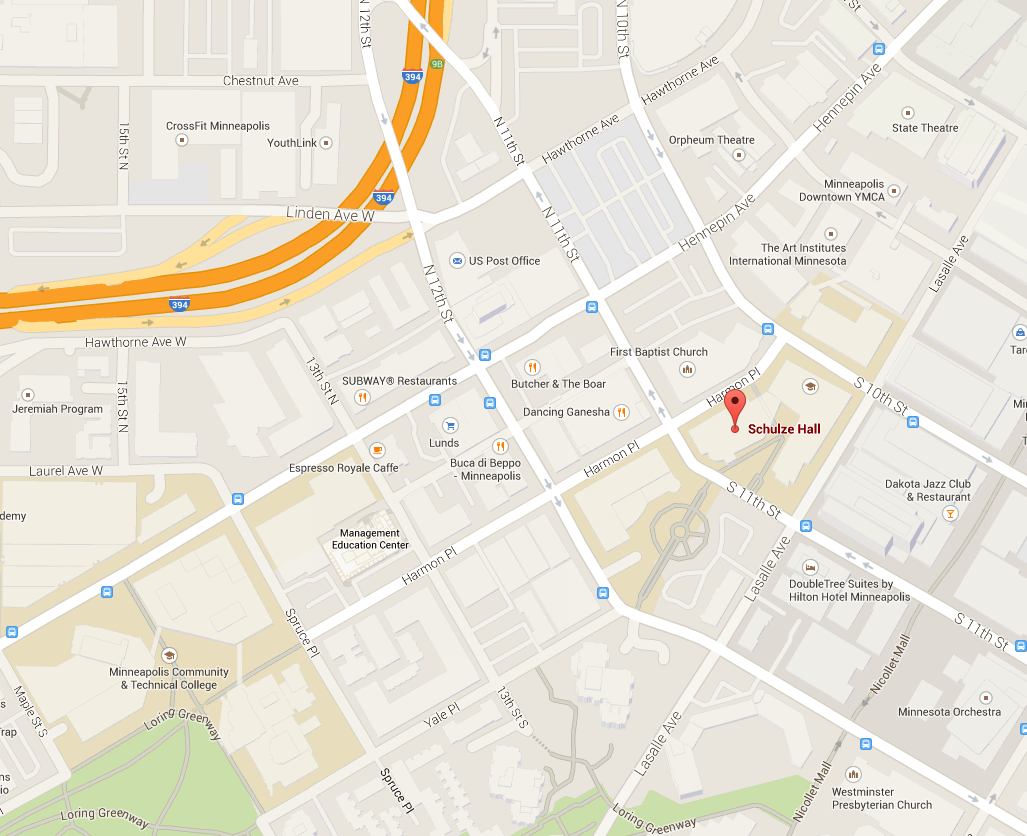 N 12th St
N 10th St
St
394
9B
Chestnut Ave
Hawthorne Ave
Hennepin Ave
15th St N
CrossFit Minneapolis
YouthLink
N 11th St
Hawthorne Ave
Orpheum Theatre
State Theatre
394
Linden Ave W
N 11th St
Hennepin Ave
Minneapolis
Downtown YMCA
The Art Institutes
International Minnesota
Lasalle Ave
US Post Office
N 12th St
394
Hawthorne Ave W
Tar
13th St N
First Baptist Church
SUBWAY® Restaurants
Butcher & The Boar
Harmon Pl
S 10th St
15th St N
Jeremiah Program
Dancing Ganesha
Schulze Hall
Lunds
Harmon Pl
Laurel Ave W
Espresso Royale Caffe
Buca di Beppo
- Minneapolis
S 11th St
Dakota Jazz Club
& Restaurant
demy
Management
Education Center
Harmon Pl
Lasalle Ave
DoubleTree Suites by
Hilton Hotel Minneapolis
Spruce Pl
S 11th St
Nicollet Mall
Minneapolis Community
& Technical College
Maple St S
Loring Greenway
Yale Pl
13th St S
Minnesota Orchestra
Lasalle Ave
Trap
Spruce Pl
Nicollet Mall
Westminster
Presbyterian Church
Loring Greenway
Loring Greenway